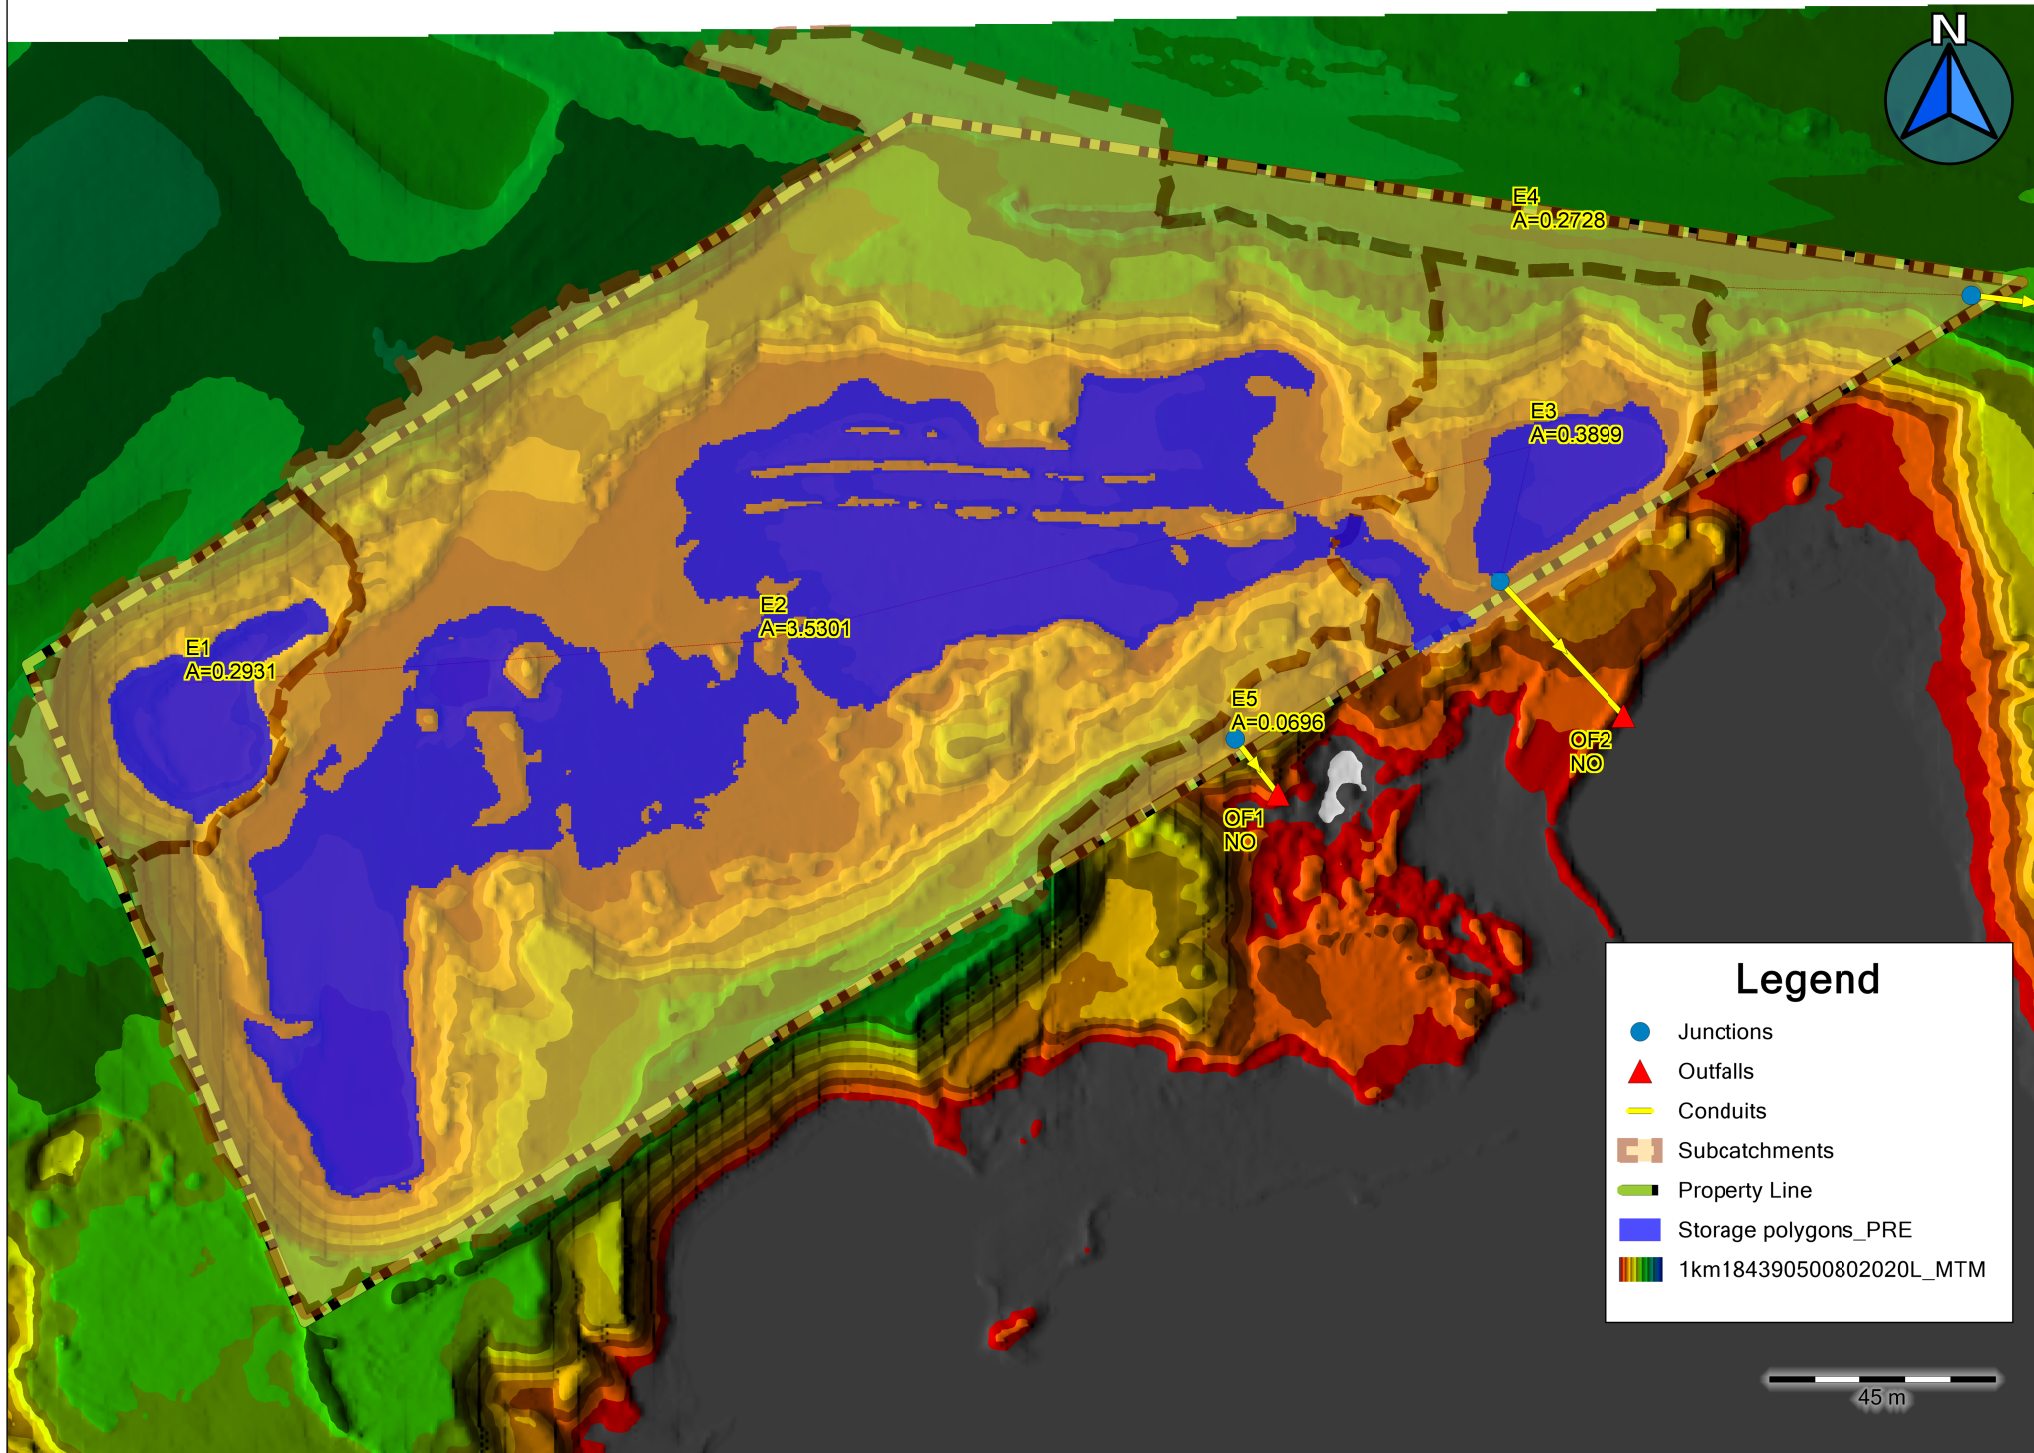 N
E4
A=0.2728
E3
A=0.3899
E2
A=3.5301
E1
A=0.2931
E5
A=0.0696
OF2
NO
OF1
NO
Legend
Junctions
Outfalls
Conduits
Subcatchments
Property Line
Storage polygons_PRE
1km184390500802020L_MTM
45 m